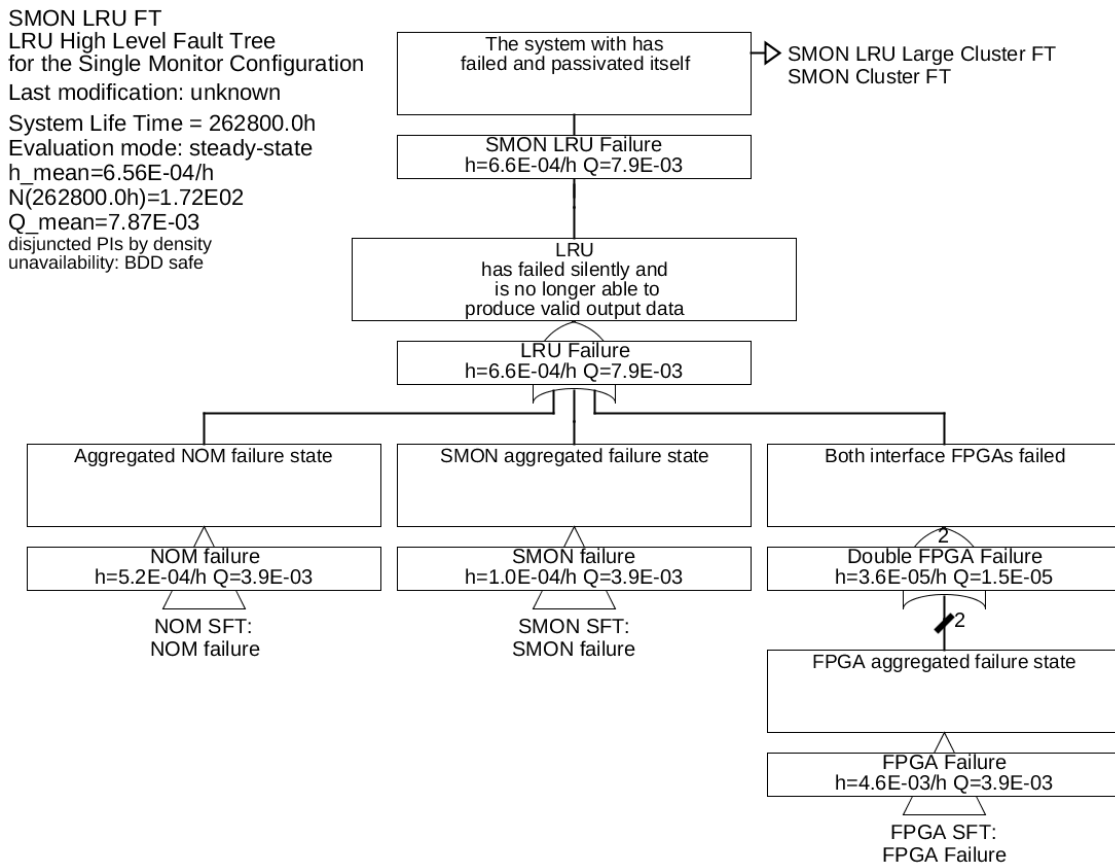 SMON LRU FT
LRU High Level Fault Tree
for the Single Monitor Configuration
Last modification: unknown
System Life Time = 262800.0h
Evaluation mode: steady-state
h_mean=6.56E-04/h
N(262800.0h)=1.72E02
Q_mean=7.87E-03
disjuncted PIs by density
unavailability: BDD safe
The system with has
failed and passivated itself
SMON LRU Large Cluster FT
SMON Cluster FT
SMON LRU Failure
h=6.6E-04/h Q=7.9E-03
LRU
has failed silently and
is no longer able to
produce valid output data
LRU Failure
h=6.6E-04/h Q=7.9E-03
Aggregated NOM failure state
NOM failure
h=5.2E-04/h Q=3.9E-03
NOM SFT:
NOM failure
SMON aggregated failure state
SMON failure
h=1.0E-04/h Q=3.9E-03
SMON SFT:
SMON failure
Both interface FPGAs failed
2
Double FPGA Failure
h=3.6E-05/h Q=1.5E-05
2
FPGA aggregated failure state
FPGA Failure
h=4.6E-03/h Q=3.9E-03
FPGA SFT:
FPGA Failure